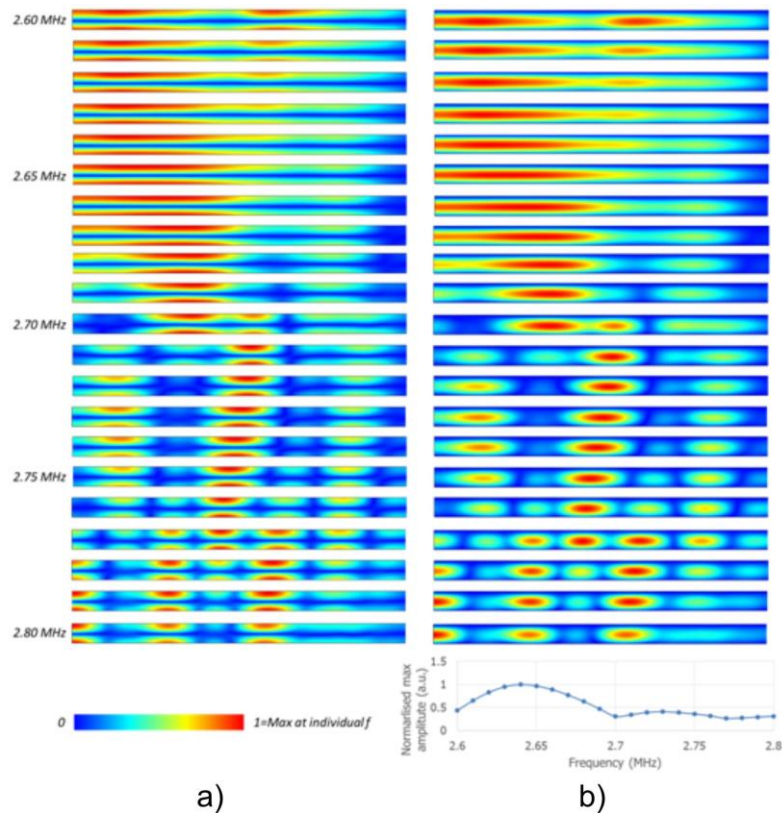 2.60 MHz
2.65 MHz
2.70 MHz
2.75 MHz
2.80 MHz
0
1=Max at individual f
Normarlised max
amplitute (a.u.)
1.5
1
0.5
0
2.6
2.65
2.7
2.75
2.8
Frequency (MHz)
a)
b)